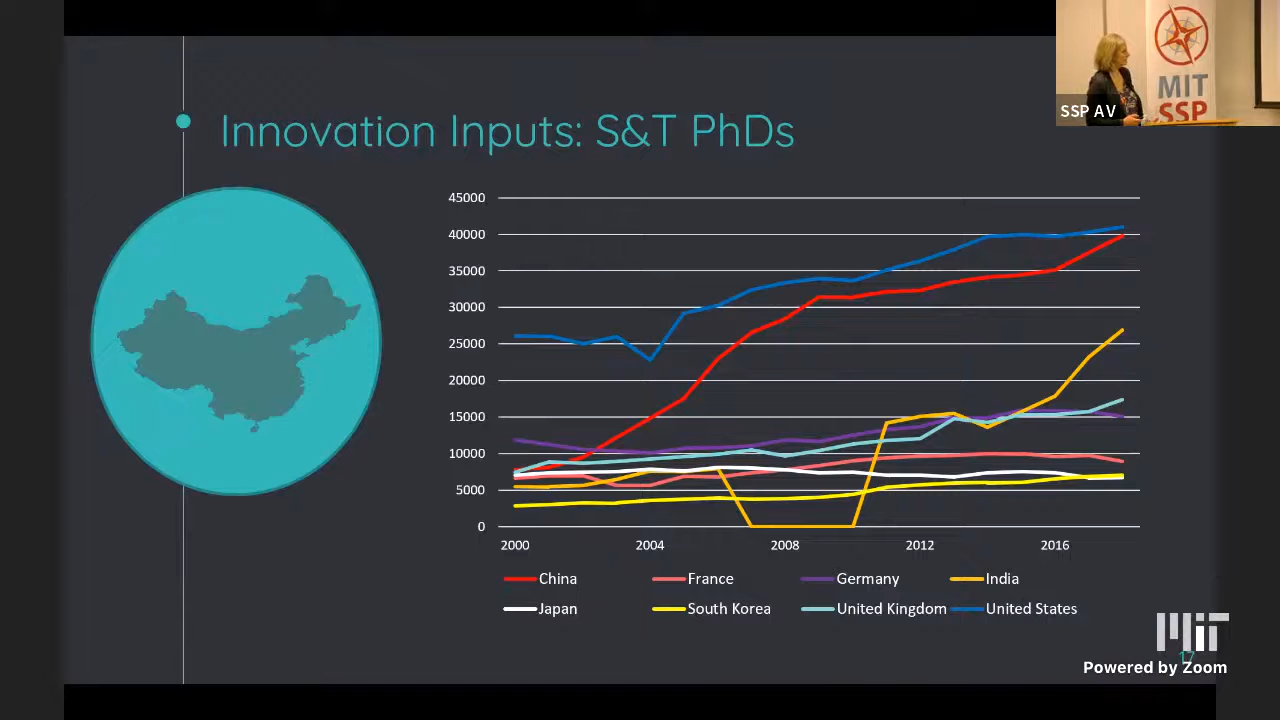 Innovation Inputs: S&T PhDs
MIT
SSP
SSP AV
45000
40000
35000
30000
25000
20000
15000
10000
5000
0
2000 2004 2008 2012 2016
China France Germany India
Japan South Korea United Kingdom United States
MIT
17
Powered by Zoom